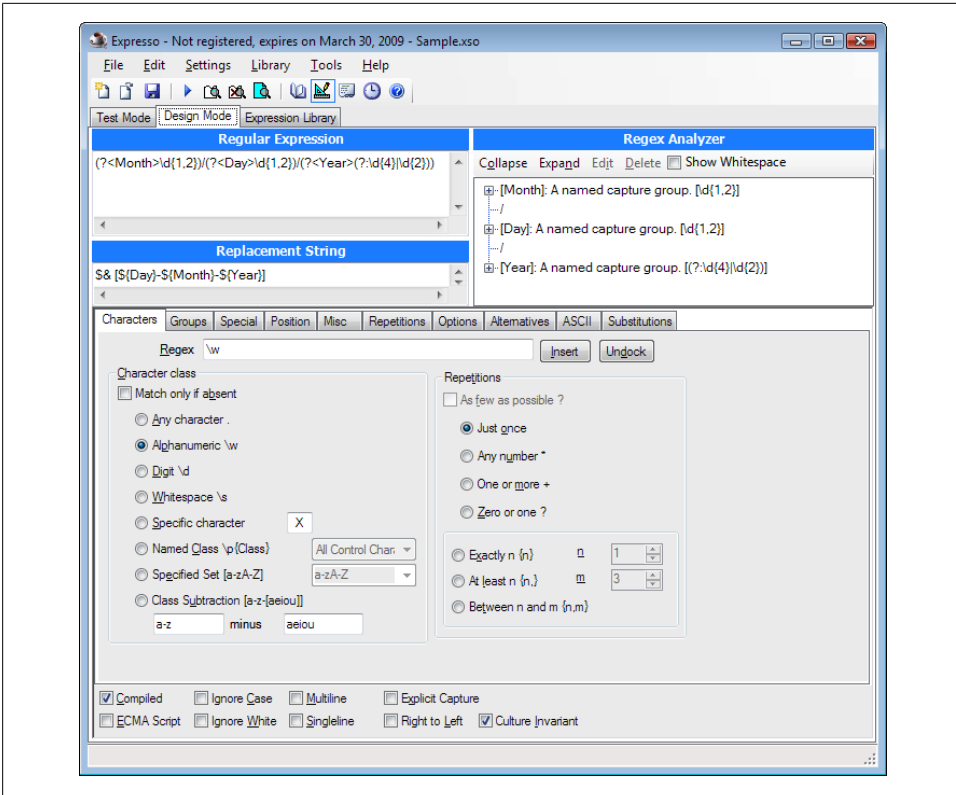 Expresso - Not registered, expires on March 30, 2009 - Sample.xso
File Edit Settings Library Tools Help
Test Mode Design Mode Expression Library
Regular Expression
(?<Month>\d{1,2})/(?<Day>\d{1,2})/(?<Year>(?:\d{4}|\d{2}))
Replacement String
$& [${Day}-${Month}-${Year}]
Regex Analyzer
Collapse Expand Edit Delete Show Whitespace
[Month]: A named capture group. [\d{1,2}]
/
[Day]: A named capture group. [\d{1,2}]
/
[Year]: A named capture group. [(?:\d{4}|\d{2})]
Characters Groups Special Position Misc Repetitions Options Alternatives ASCII Substitutions
Regex \w Insert Undock
Character class
Match only if absent
Any character .
Alphanumeric \w
Digit \d
Whitespace \s
Specific character X
Named Class \p{Class} All Control Char
Specified Set [a-zA-Z] a-zA-Z
Class Subtraction [a-z-[aeiou]]
a-z minus aeiou
Repetitions
As few as possible ?
Just once
Any number *
One or more +
Zero or one ?
Exactly n {n} n 1
At least n {n,} m 3
Between n and m {n,m}
Compiled Ignore Case Multiline Explicit Capture
ECMA Script Ignore White Singleline Right to Left Culture Invariant